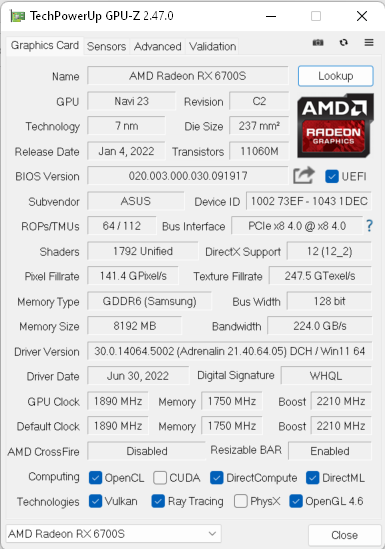 TechPowerUp GPU-Z 2.47.0
Graphics Card Sensors Advanced Validation
Name AMD Radeon RX 6700S Lookup
GPU Navi 23 Revision C2
Technology 7 nm Die Size 237 mm²
Release Date Jan 4, 2022 Transistors 11060M
AMD
RADEON
GRAPHICS
BIOS Version 020.003.000.030.091917 UEFI
Subvendor ASUS Device ID 1002 73EF - 1043 1DEC
ROPs/TMUs 64 / 112 Bus Interface PCIe x8 4.0 @ x8 4.0 ?
Shaders 1792 Unified DirectX Support 12 (12_2)
Pixel Fillrate 141.4 GPixel/s Texture Fillrate 247.5 GTexel/s
Memory Type GDDR6 (Samsung) Bus Width 128 bit
Memory Size 8192 MB Bandwidth 224.0 GB/s
Driver Version 30.0.14064.5002 (Adrenalin 21.40.64.05) DCH / Win11 64
Driver Date Jun 30, 2022 Digital Signature WHQL
GPU Clock 1890 MHz Memory 1750 MHz Boost 2210 MHz
Default Clock 1890 MHz Memory 1750 MHz Boost 2210 MHz
AMD CrossFire Disabled Resizable BAR Enabled
Computing OpenCL CUDA DirectCompute DirectML
Technologies Vulkan Ray Tracing PhysX OpenGL 4.6
AMD Radeon RX 6700S Close